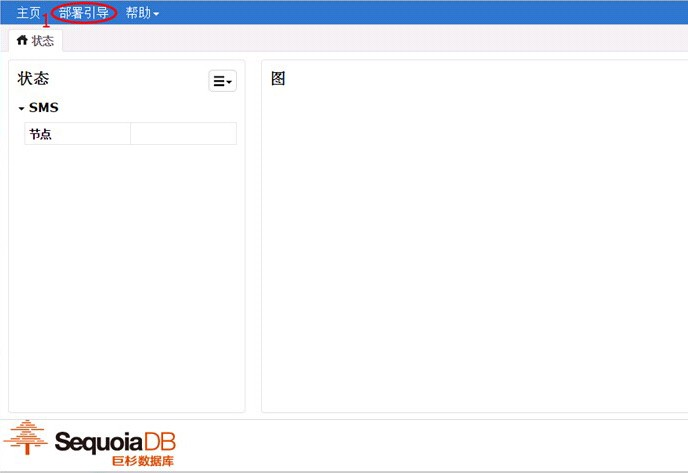 主页 1 部署引导 帮助
状态
状态
图
SMS
节点
SequoiaDB
巨杉数据库